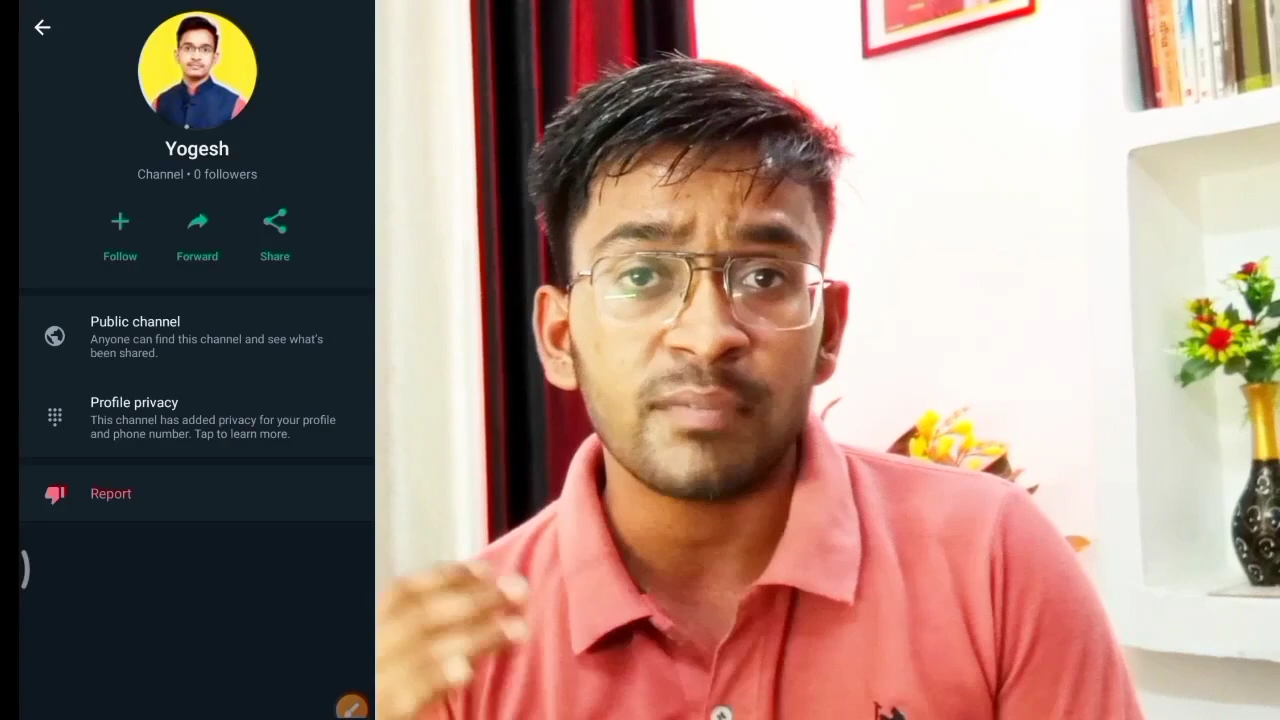 Yogesh
Channel • 0 followers
Follow
Forward
Share
Public channel
Anyone can find this channel and see what's
been shared.
Profile privacy
This channel has added privacy for your profile
and phone number. Tap to learn more.
Report